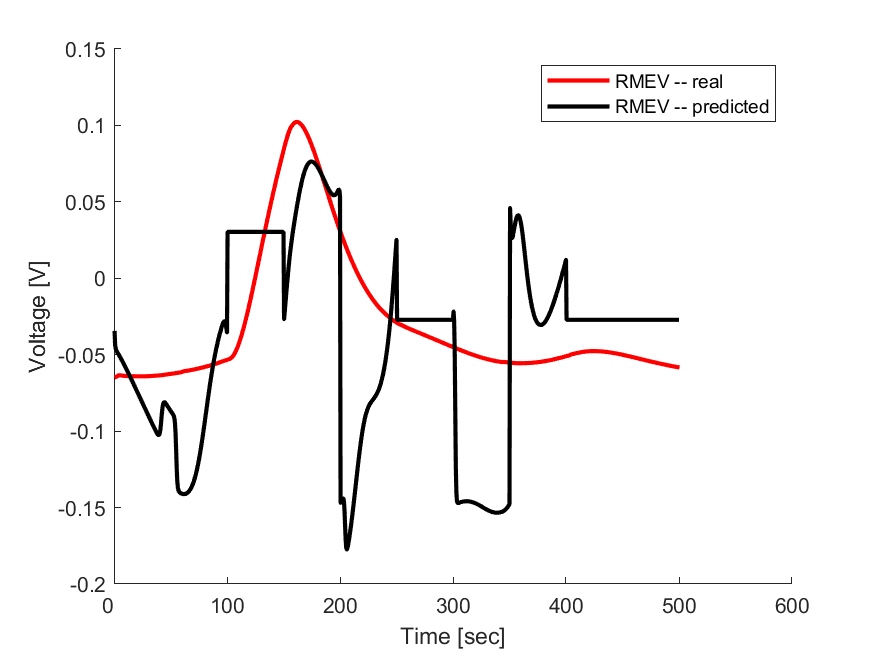 0.15
0.1
0.05
0
-0.05
-0.1
-0.15
-0.2
0 100 200 300 400 500 600
Time [sec]
Voltage [V]
RMEV -- real
RMEV -- predicted